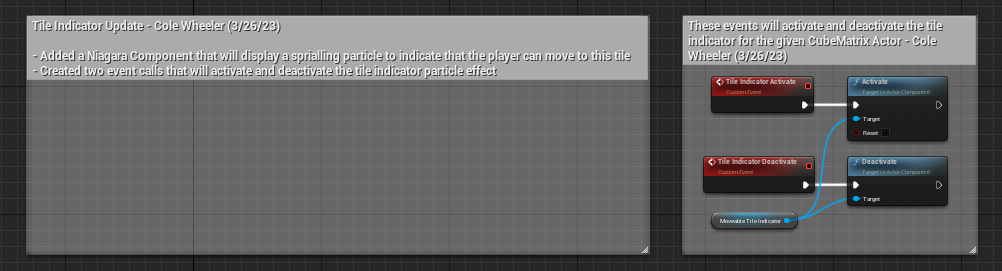 Tile Indicator Update - Cole Wheeler (3/26/23)
- Added a Niagara Component that will display a sprialling particle to indicate that the player can move to this tile
- Created two event calls that will activate and deactivate the tile indicator particle effect
These events will activate and deactivate the tile
indicator for the given CubeMatrix Actor - Cole
Wheeler (3/26/23)
Tile Indicator Activate
Custom Event
Activate
Target is Actor Component
Target
Reset
Tile Indicator Deactivate
Custom Event
Deactivate
Target is Actor Component
Target
Moveable Tile Indicator